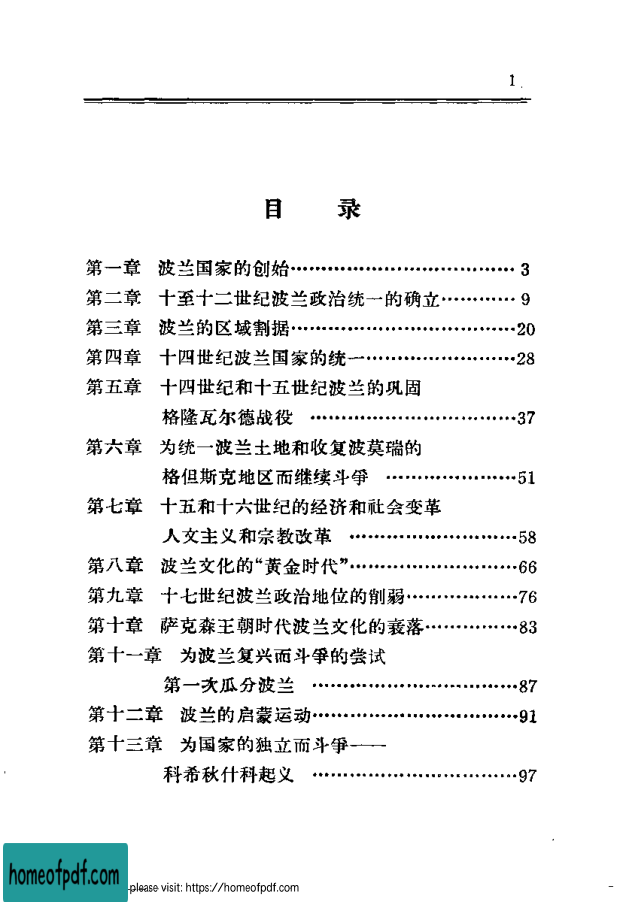 1
目 录
第一章 波兰国家的创始………………………………3
第二章 十至十二世纪波兰政治统一的确立…………9
第三章 波兰的区域割据………………………………20
第四章 十四世纪波兰国家的统一……………………28
第五章 十四世纪和十五世纪波兰的巩固
格隆瓦尔德战役 ……………………………37
第六章 为统一波兰土地和收复波莫瑞的
格但斯克地区而继续斗爭 …………………51
第七章 十五和十六世纪的经济和社会变革
人文主义和宗教改革 ………………………58
第八章 波兰文化的“黄金时代”………………………66
第九章 十七世纪波兰政治地位的削弱………………76
第十章 萨克森王朝时代波兰文化的衰落……………83
第十一章 为波兰复兴而斗爭的尝试
第一次瓜分波兰 ……………………………87
第十二章 波兰的启蒙运动……………………………91
第十三章 为国家的独立而斗爭——
科希秋什科起义 ……………………………97
homeofpdf.com
please visit: https://homeofpdf.com